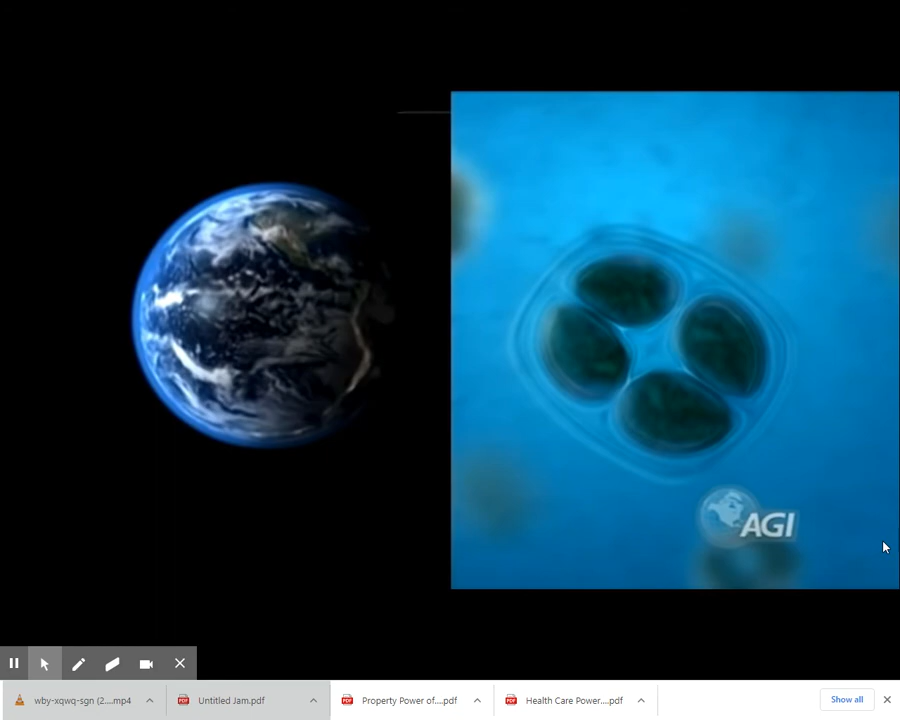 AGI
wby-xqwq-sgn (2....mp4
Untitled Jam.pdf
Property Power of....pdf
Health Care Power....pdf
Show all